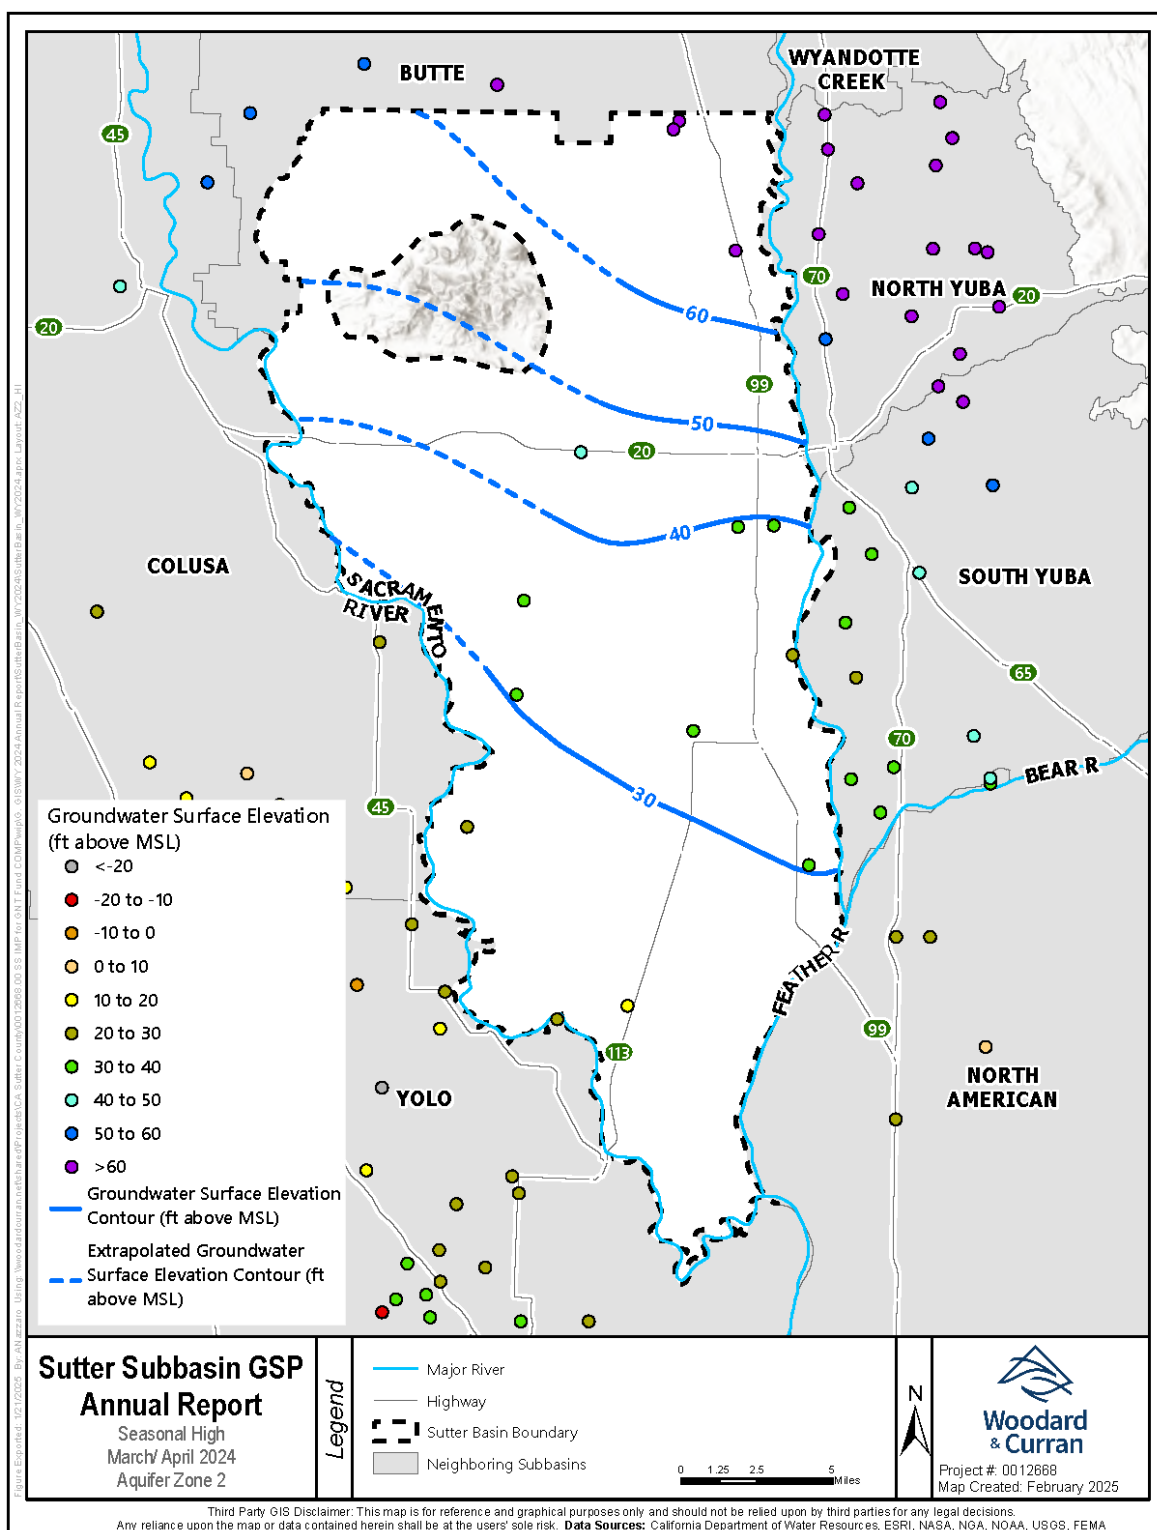 BUTTE
WYANDOTTE
CREEK
45
70
NORTH YUBA
20
20
60
99
50
20
40
COLUSA
SACRAMENTO
RIVER
SOUTH YUBA
65
70
BEAR R
30
45
FEATHER R
99
113
NORTH
AMERICAN
YOLO
Groundwater Surface Elevation
(ft above MSL)
<-20
-20 to -10
-10 to 0
0 to 10
10 to 20
20 to 30
30 to 40
40 to 50
50 to 60
>60
Groundwater Surface Elevation
Contour (ft above MSL)
Extrapolated Groundwater
Surface Elevation Contour (ft
above MSL)
Sutter Subbasin GSP
Annual Report
Seasonal High
March/ April 2024
Aquifer Zone 2
Legend
Major River
Highway
Sutter Basin Boundary
Neighboring Subbasins
0 1.25 2.5 5
Miles
N
Woodard
& Curran
Project #: 0012668
Map Created: February 2025
Third Party GIS Disclaimer: This map is for reference and graphical purposes only and should not be relied upon by third parties for any legal decisions.
Any reliance upon the map or data contained herein shall be at the users' sole risk. Data Sources: California Department of Water Resources, ESRI, NASA, NGA, NOAA, USGS, FEMA